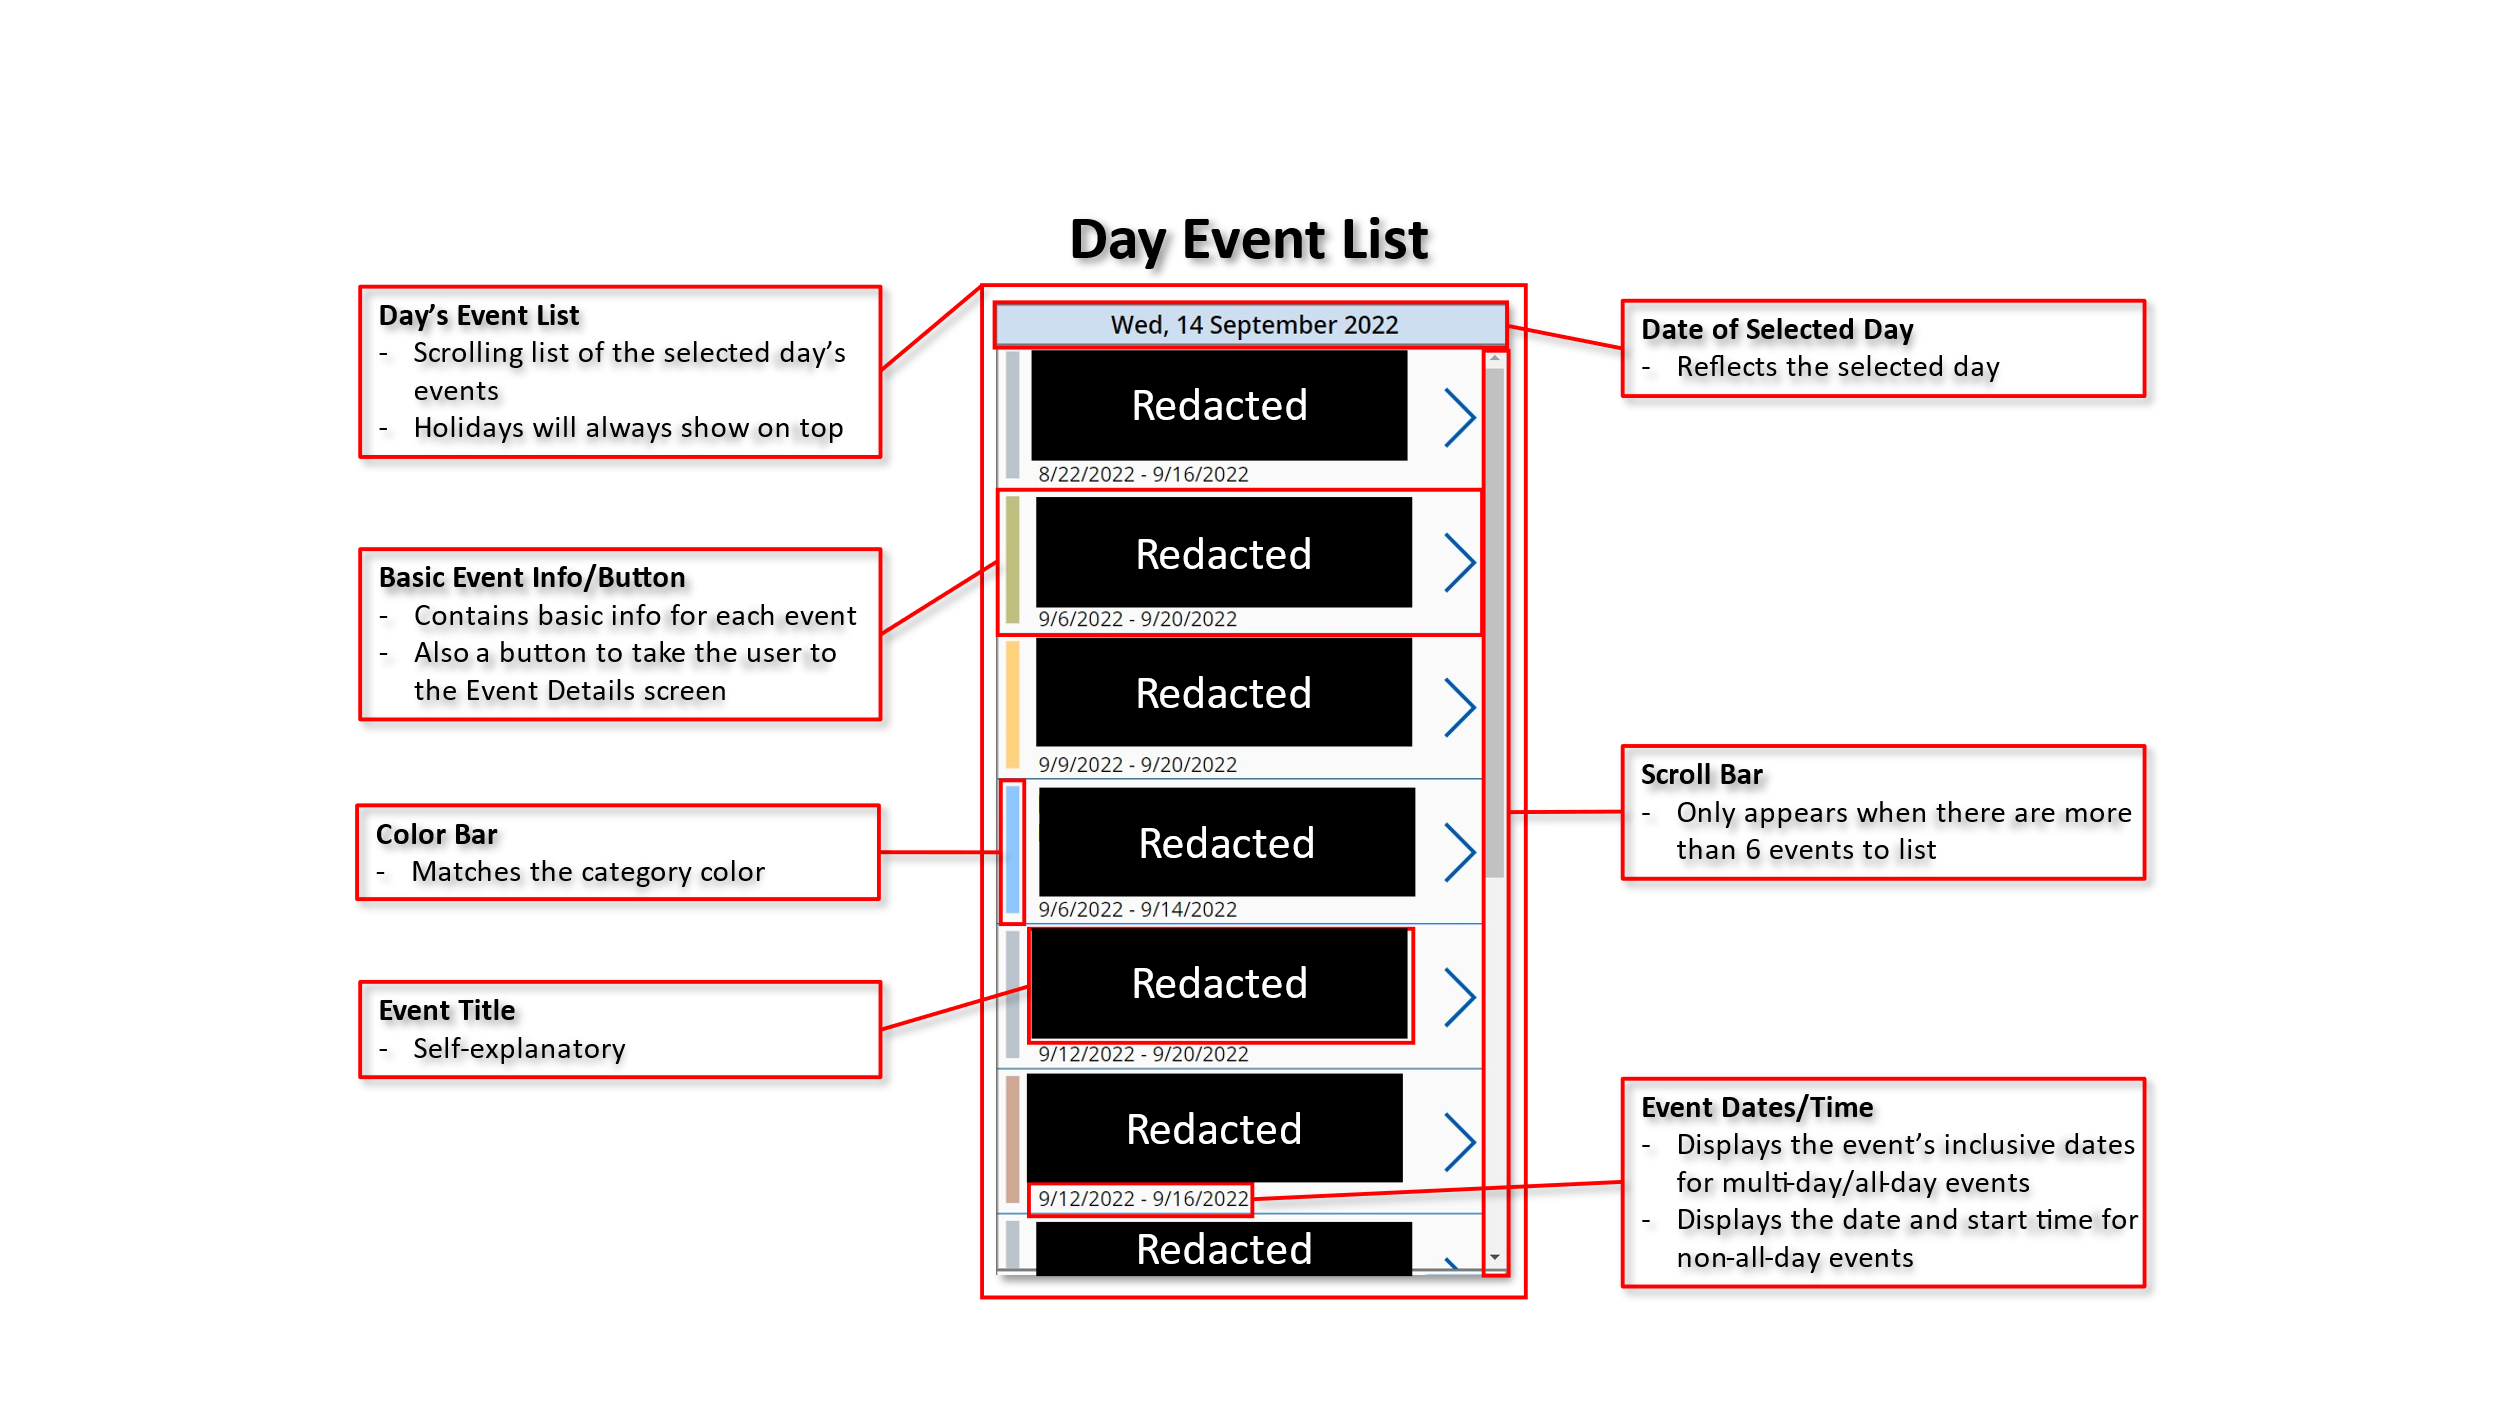 Day Event List
Day’s Event List
- Scrolling list of the selected day’s
events
- Holidays will always show on top
Basic Event Info/Button
- Contains basic info for each event
- Also a button to take the user to
the Event Details screen
Color Bar
- Matches the category color
Event Title
- Self-explanatory
Wed, 14 September 2022
Redacted
8/22/2022 - 9/16/2022
Redacted
9/6/2022 - 9/20/2022
Redacted
9/9/2022 - 9/20/2022
Redacted
9/6/2022 - 9/14/2022
Redacted
9/12/2022 - 9/20/2022
Redacted
9/12/2022 - 9/16/2022
Redacted
Date of Selected Day
- Reflects the selected day
Scroll Bar
- Only appears when there are more
than 6 events to list
Event Dates/Time
- Displays the event’s inclusive dates
for multi-day/all-day events
- Displays the date and start time for
non-all-day events